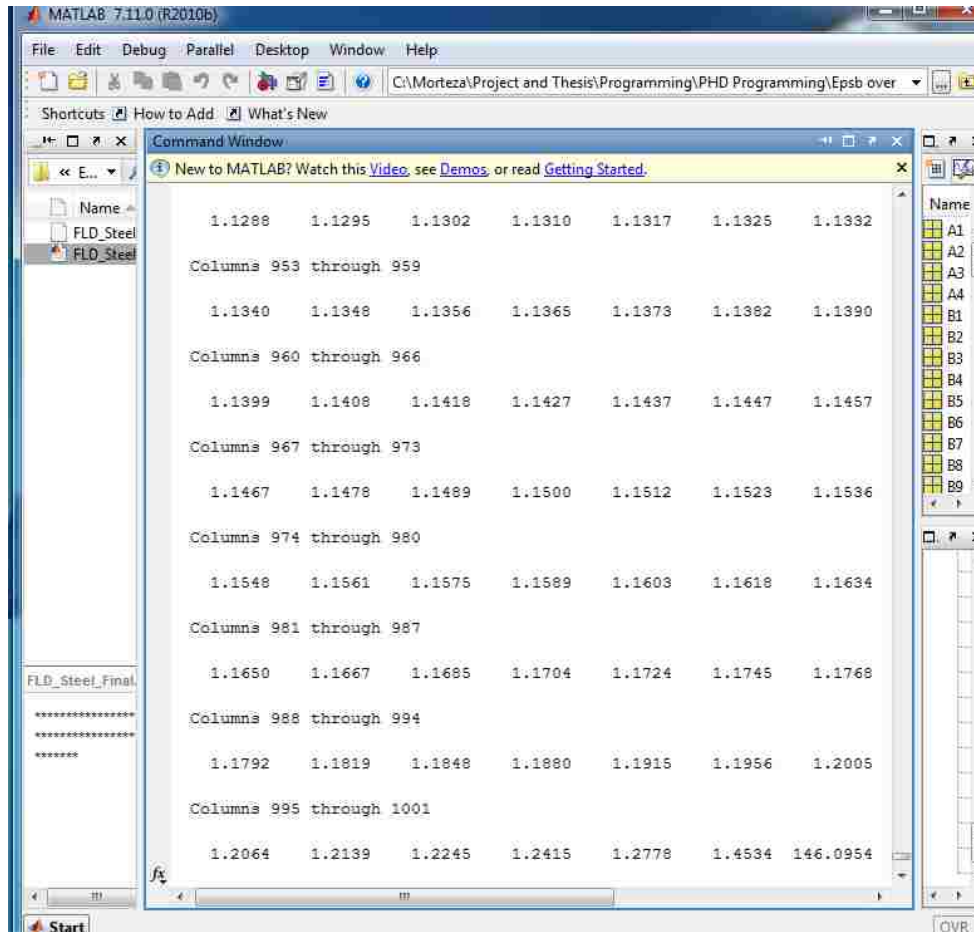 MATLAB 7.11.0 (R2010b)
File Edit Debug Parallel Desktop Window Help
C:\Morteza\Project and Thesis\Programming\PHD Programming\Epsb over
Shortcuts How to Add What's New
Command Window
« E...
New to MATLAB? Watch this Video, see Demos, or read Getting Started.
Name
FLD_Steel
FLD_Steel
1.1288 1.1295 1.1302 1.1310 1.1317 1.1325 1.1332
Columns 953 through 959
1.1340 1.1348 1.1356 1.1365 1.1373 1.1382 1.1390
Columns 960 through 966
1.1399 1.1408 1.1418 1.1427 1.1437 1.1447 1.1457
Columns 967 through 973
1.1467 1.1478 1.1489 1.1500 1.1512 1.1523 1.1536
Columns 974 through 980
1.1548 1.1561 1.1575 1.1589 1.1603 1.1618 1.1634
Columns 981 through 987
1.1650 1.1667 1.1685 1.1704 1.1724 1.1745 1.1768
Columns 988 through 994
1.1792 1.1819 1.1848 1.1880 1.1915 1.1956 1.2005
Columns 995 through 1001
1.2064 1.2139 1.2245 1.2415 1.2778 1.4534 146.0954
fx
FLD_Steel_Final.
****************
****************
*******
Name
A1
A2
A3
A4
B1
B2
B3
B4
B5
B6
B7
B8
B9
Start
OVR